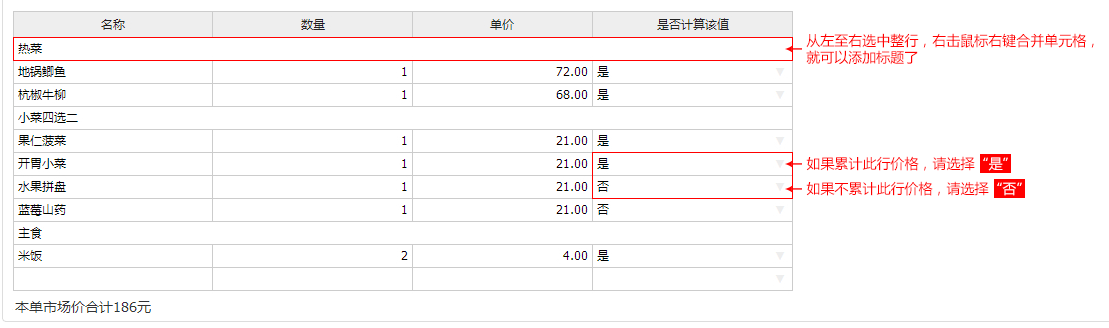 名称 数量 单价 是否计算该值
热菜
从左至右选中整行，右击鼠标右键合并单元格，
就可以添加标题了
地锅鲫鱼 1 72.00 是
杭椒牛柳 1 68.00 是
小菜四选二
果仁菠菜 1 21.00 是
开胃小菜 1 21.00 是
如果累计此行价格，请选择 “是”
水果拼盘 1 21.00 否
如果不累计此行价格，请选择 “否”
蓝莓山药 1 21.00 否
主食
米饭 2 4.00 是
本单市场价合计186元